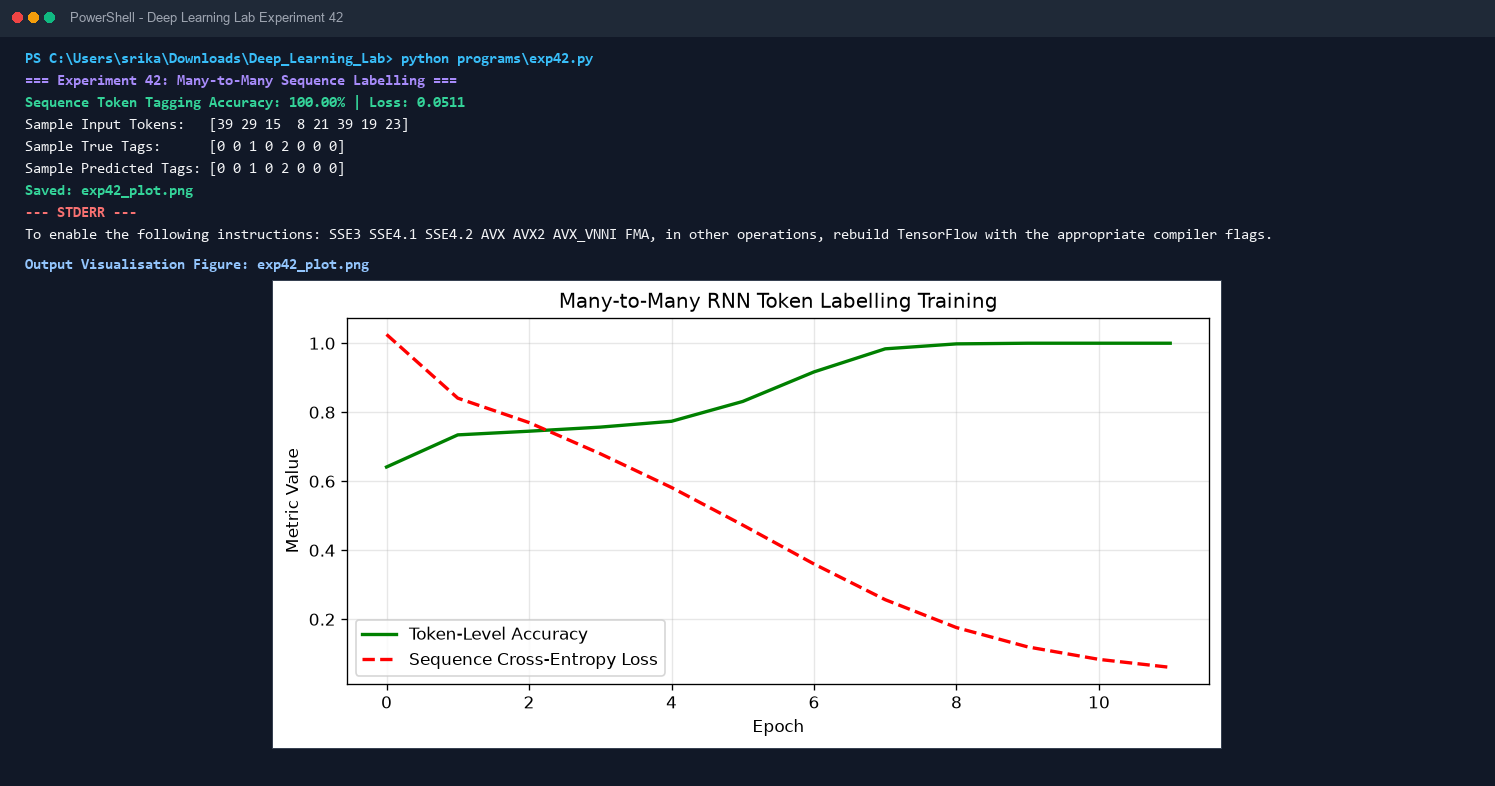 PowerShell - Deep Learning Lab Experiment 42
PS C:\Users\srika\Downloads\Deep_Learning_Lab> python programs\exp42.py
=== Experiment 42: Many-to-Many Sequence Labelling ===
Sequence Token Tagging Accuracy: 100.00% | Loss: 0.0511
Sample Input Tokens:   [39 29 15  8 21 39 19 23]
Sample True Tags:      [0 0 1 0 2 0 0 0]
Sample Predicted Tags: [0 0 1 0 2 0 0 0]
Saved: exp42_plot.png
--- STDERR ---
To enable the following instructions: SSE3 SSE4.1 SSE4.2 AVX AVX2 AVX_VNNI FMA, in other operations, rebuild TensorFlow with the appropriate compiler flags.
Output Visualisation Figure: exp42_plot.png
Many-to-Many RNN Token Labelling Training
Metric Value
1.0
0.8
0.6
0.4
0.2
Token-Level Accuracy
Sequence Cross-Entropy Loss
0 2 4 6 8 10
Epoch